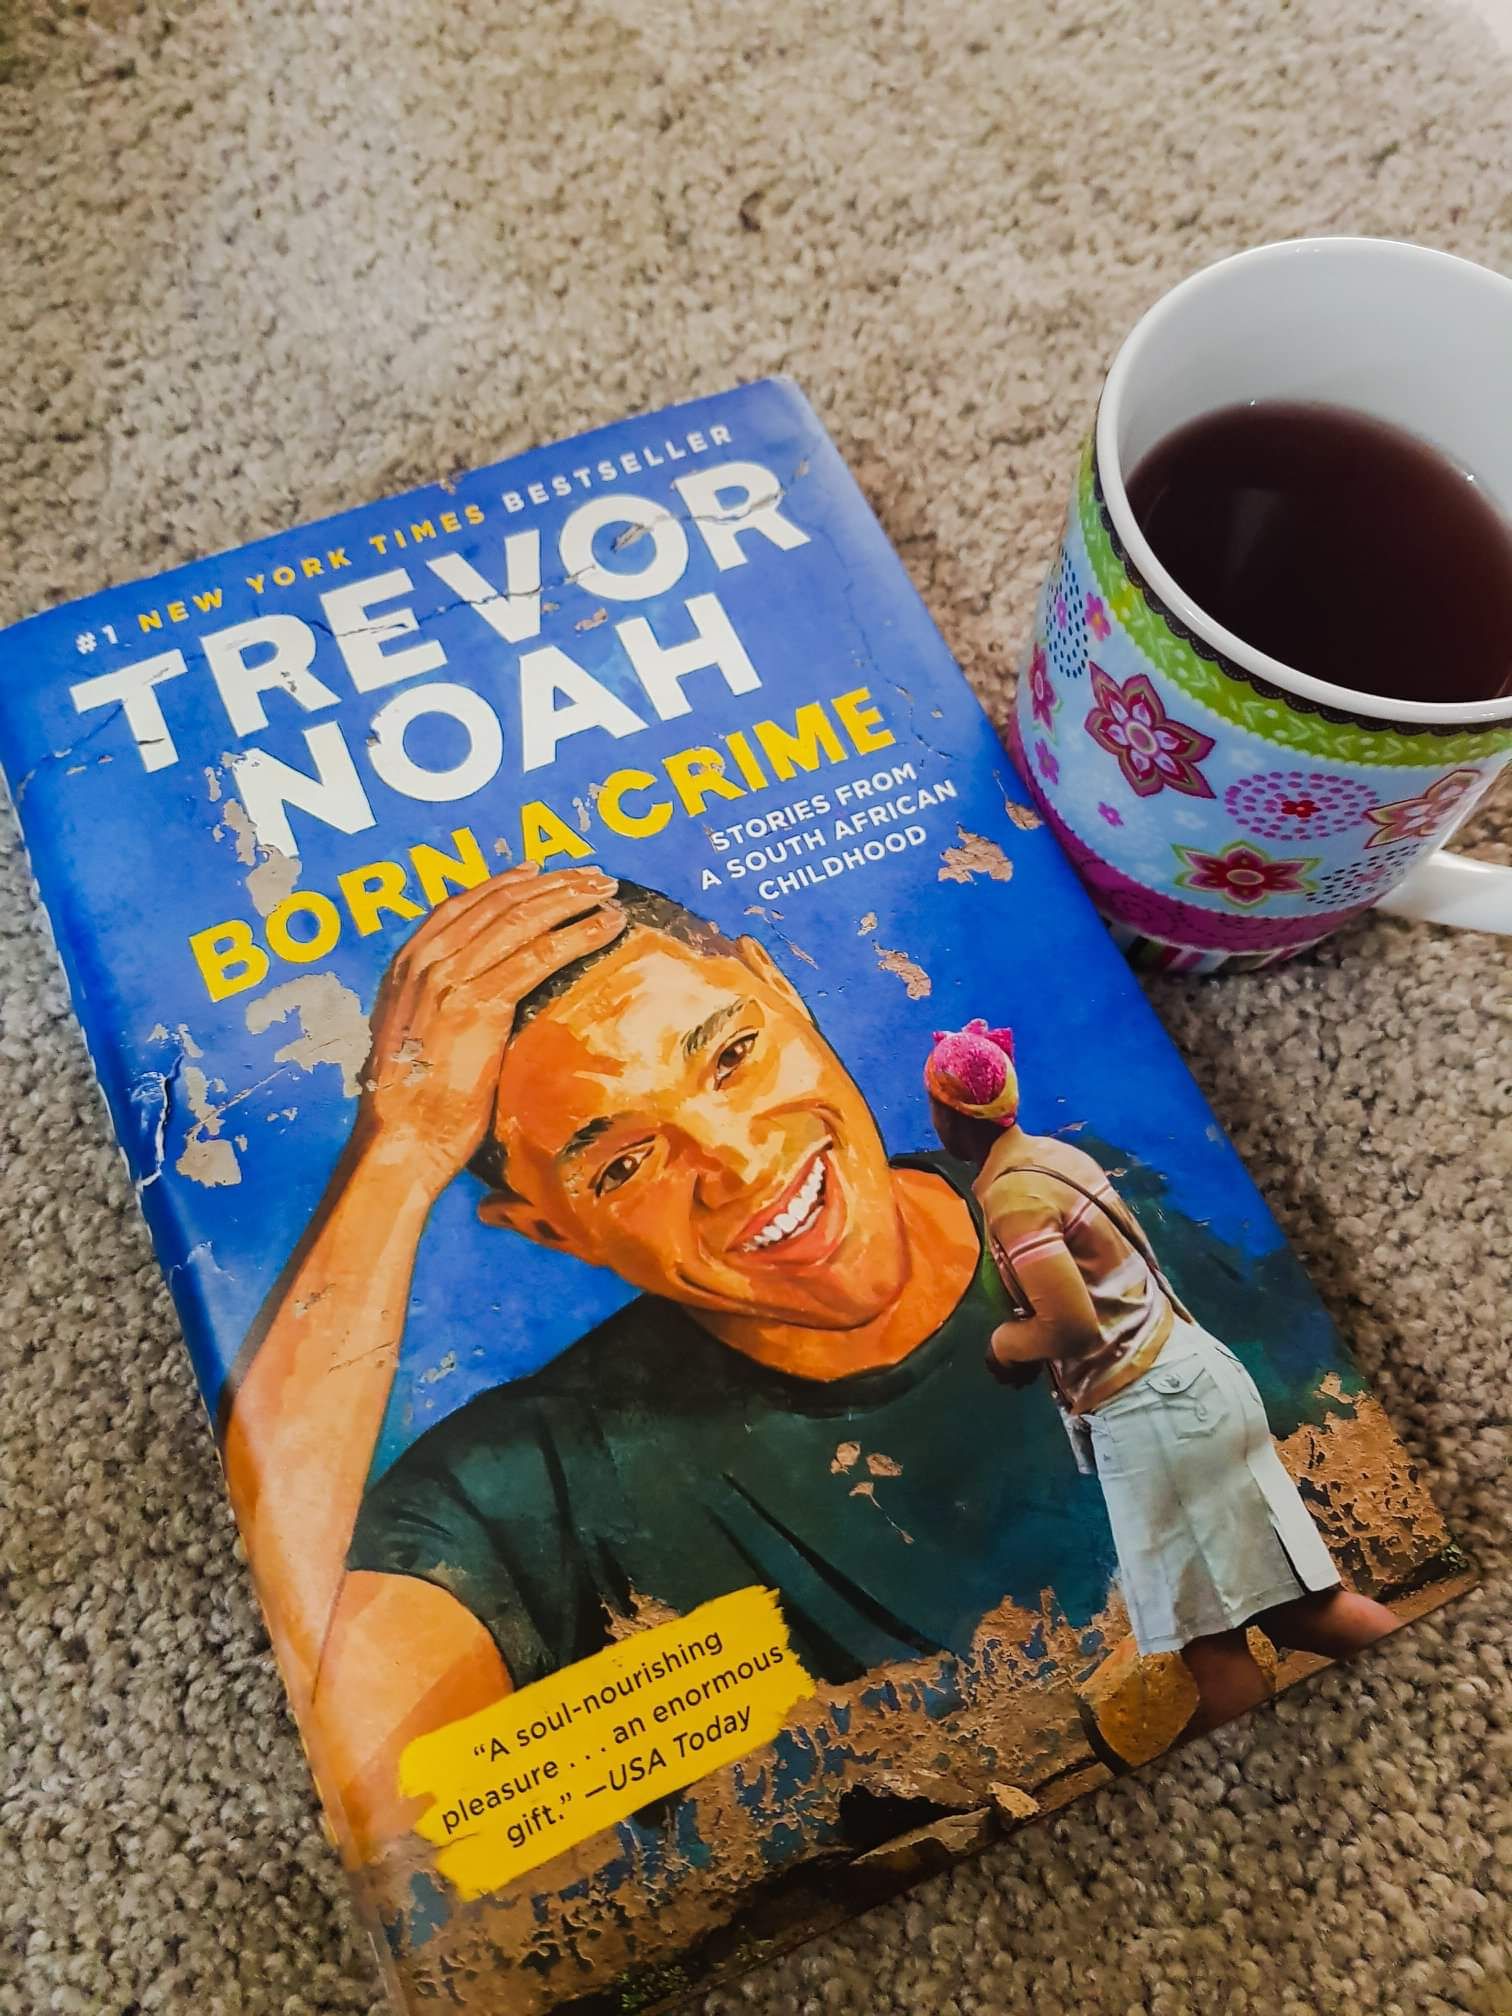 #1 NEW YORK TIMES BESTSELLER
TREVOR
NOAH
BORN A CRIME
STORIES FROM
A SOUTH AFRICAN
CHILDHOOD
“A soul-nourishing
pleasure . . . an enormous
gift.” —USA Today